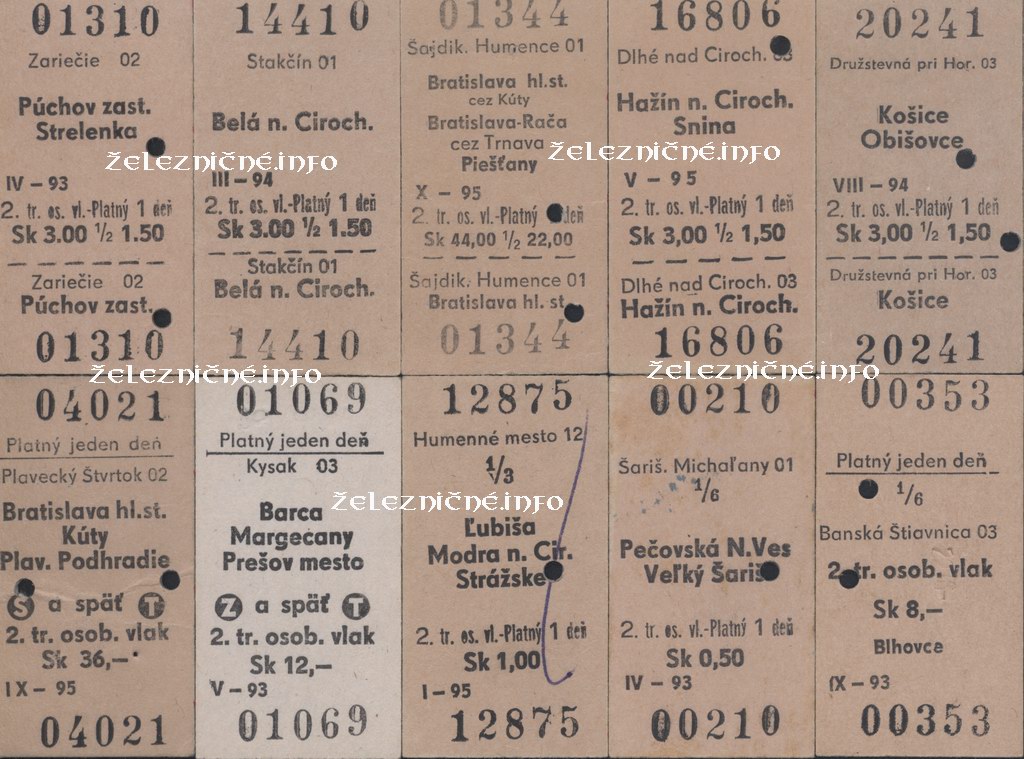 01310
Zariečie 02
Púchov zast.
Strelenka
IV – 93
2. tr. os. vl.-Platný 1 deň
Sk 3.00 ½ 1.50
Zariečie 02
Púchov zast.
01310
14410
Stakčín 01
Belá n. Ciroch.
III – 94
2. tr. os. vl.-Platný 1 deň
Sk 3.00 ½ 1.50
Stakčín 01
Belá n. Ciroch.
14410
01344
Šajdik. Humence 01
Bratislava hl.st.
cez Kúty
Bratislava-Rača
cez Trnava
Piešťany
X – 95
2. tr. os. vl.-Platný deň
Sk 44,00 ½ 22,00
Šajdik. Humence 01
Bratislava hl. st.
01344
16806
Dlhé nad Ciroch. 03
Hažín n. Ciroch.
Snina
V – 95
2. tr. os. vl.-Platný 1 deň
Sk 3,00 ½ 1,50
Dlhé nad Ciroch. 03
Hažín n. Ciroch.
16806
20241
Družstevná pri Hor. 03
Košice
Obišovce
VIII – 94
2. tr. os. vl.-Platný 1 deň
Sk 3,00 ½ 1,50
Družstevná pri Hor. 03
Košice
20241
železničné.info
železničné.info
železničné.info
železničné.info
04021
Platný jeden deň
Plavecký Štvrtok 02
Bratislava hl.st.
Kúty
Plav. Podhradie
S a späť T
2. tr. osob. vlak
Sk 36,–
IX – 95
04021
01069
Platný jeden deň
Kysak 03
Barca
Margecany
Prešov mesto
Z a späť T
2. tr. osob. vlak
Sk 12,–
V – 93
01069
12875
Humenné mesto 12
1/3
Ľubiša
Modra n. Cir.
Strážske
2. tr. os. vl.-Platný 1 deň
Sk 1,00
I – 95
12875
00210
Šariš. Michaľany 01
1/6
Pečovská N.Ves
Veľký Šariš
2. tr. os. vl.-Platný 1 deň
Sk 0,50
IV – 93
00210
00353
Platný jeden deň
1/6
Banská Štiavnica 03
2. tr. osob. vlak
Sk 8,–
Blhovce
IX – 93
00353
železničné.info